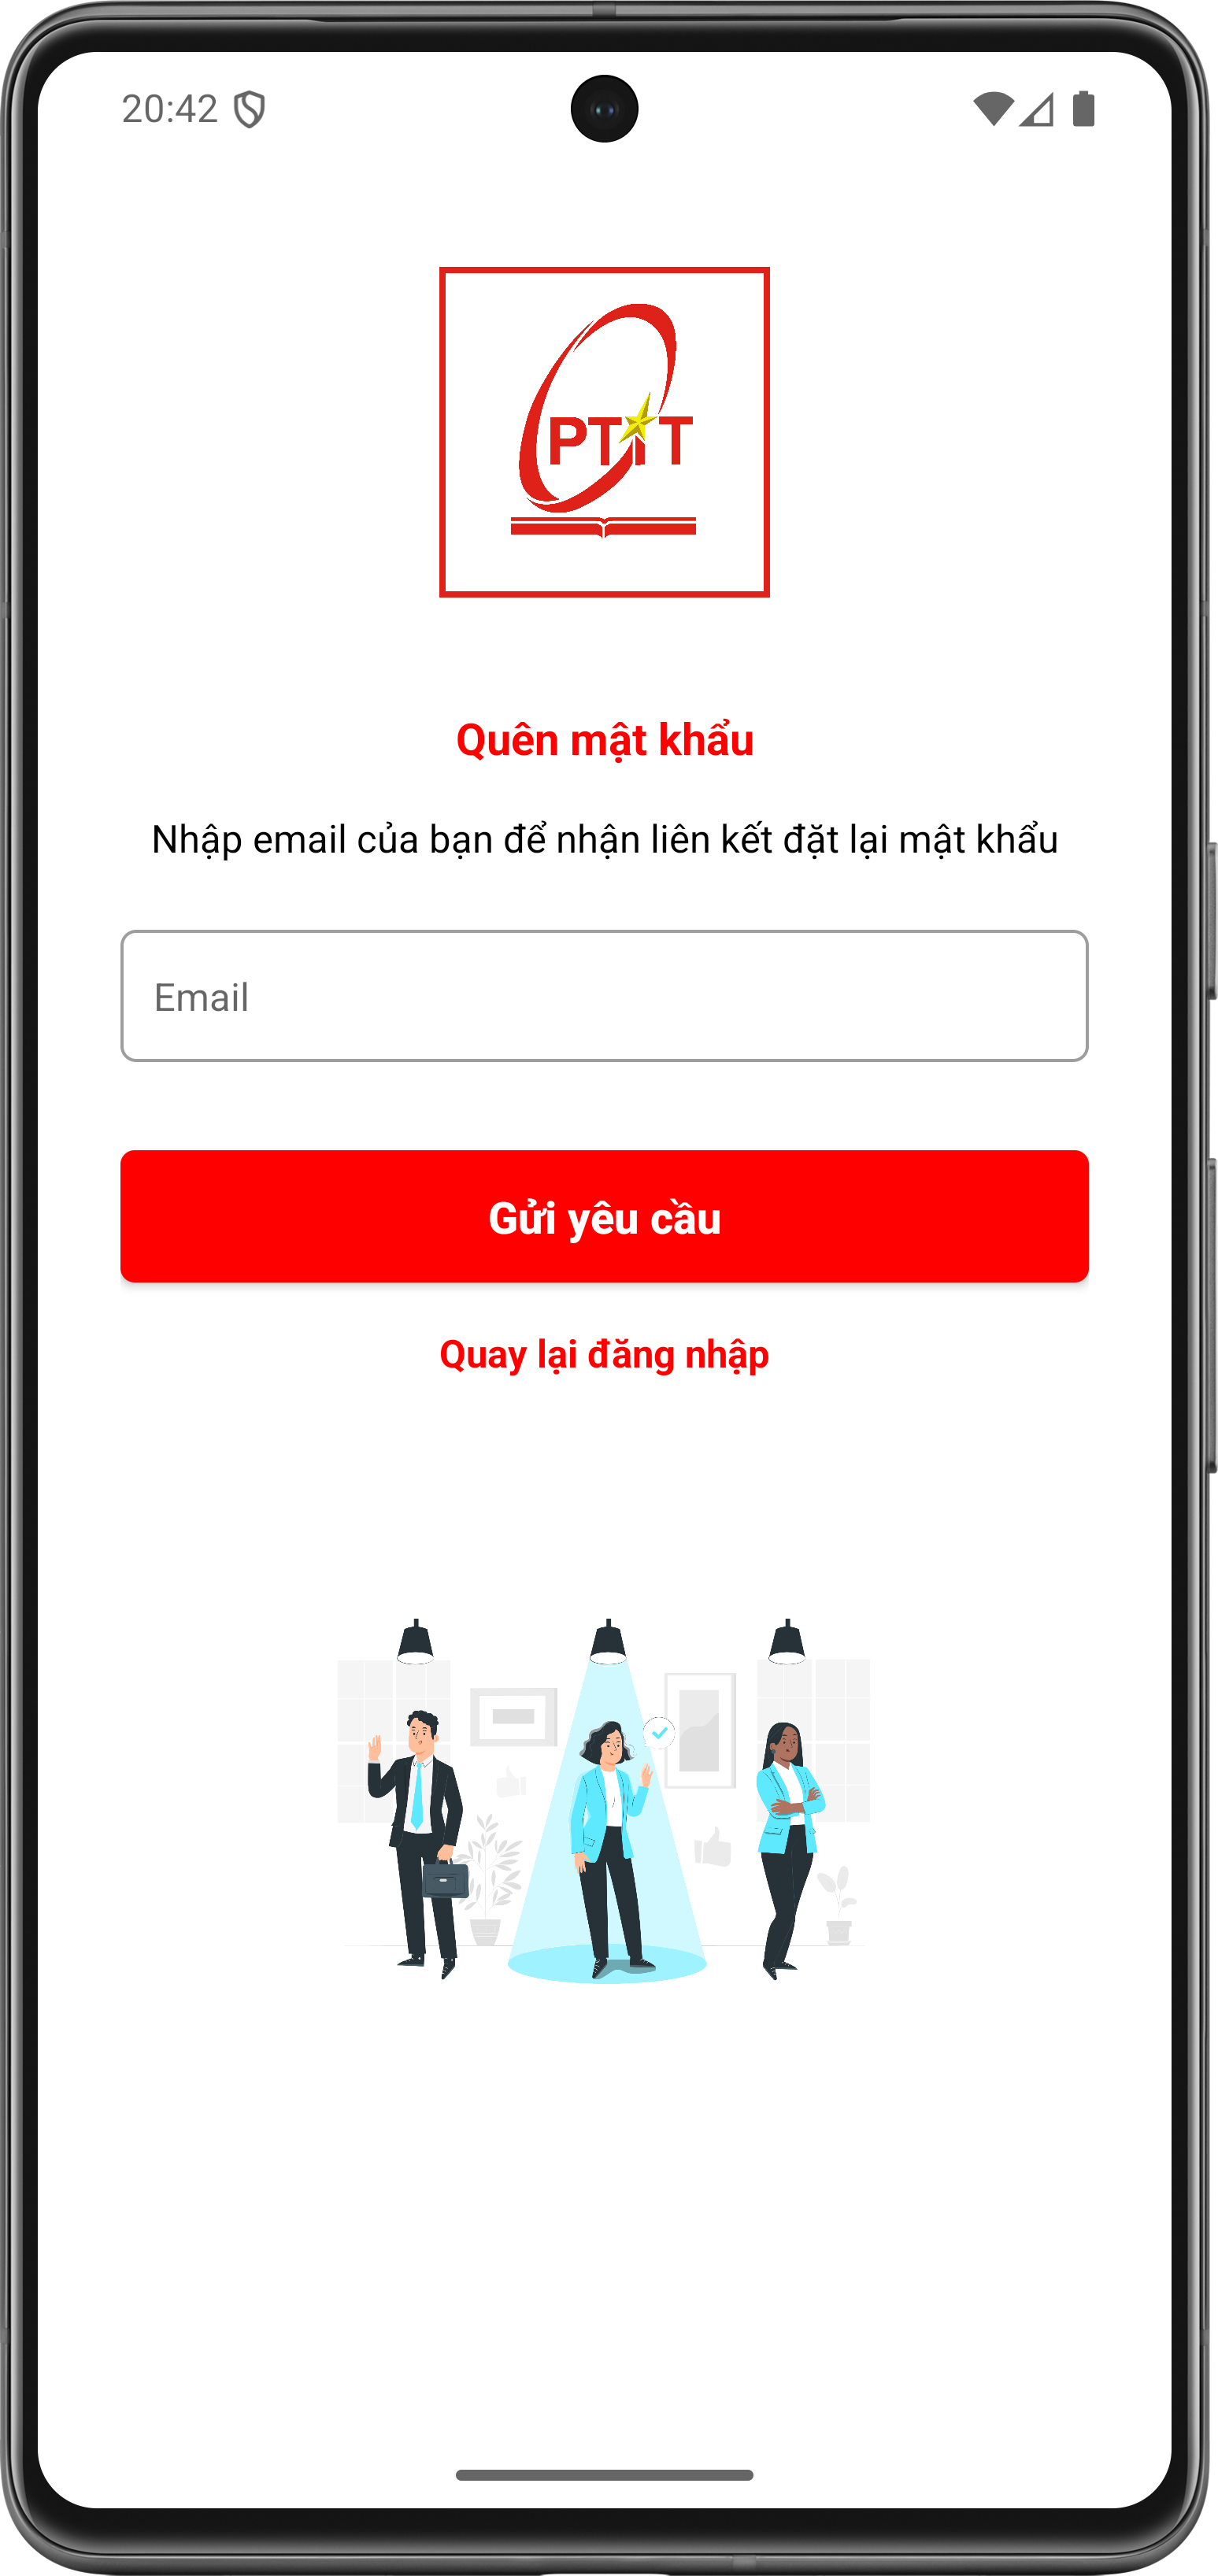 20:42
PTiT
Quên mật khẩu
Nhập email của bạn để nhận liên kết đặt lại mật khẩu
Email
Gửi yêu cầu
Quay lại đăng nhập